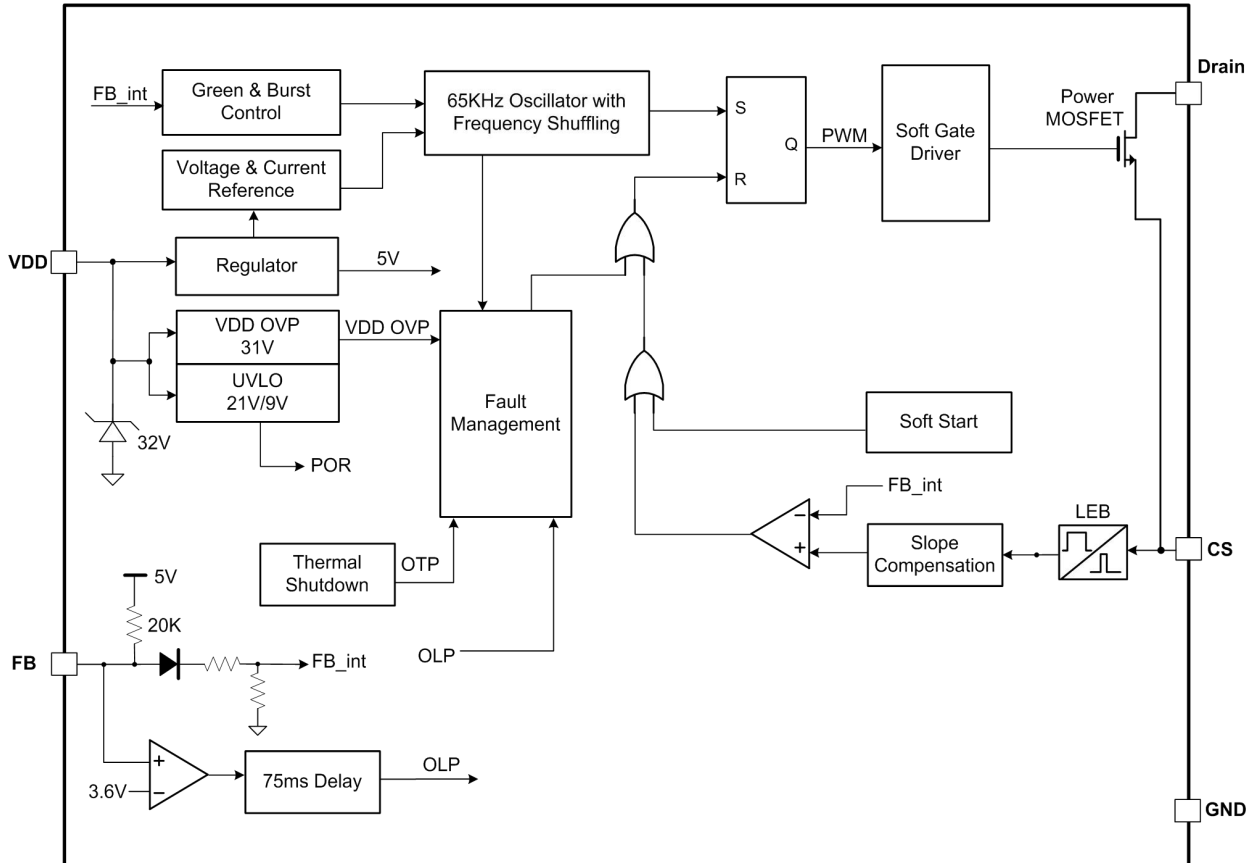 Drain
FB_int
Green & Burst
Control
65KHz Oscillator with
Frequency Shuffling
S
R
Q
PWM
Soft Gate
Driver
Power
MOSFET
Voltage & Current
Reference
VDD
Regulator
5V
VDD OVP
31V
VDD OVP
UVLO
21V/9V
32V
POR
Fault
Management
Soft Start
FB_int
−
+
Slope
Compensation
LEB
CS
Thermal
Shutdown
OTP
5V
20K
FB
FB_int
OLP
+
−
3.6V
75ms Delay
OLP
GND